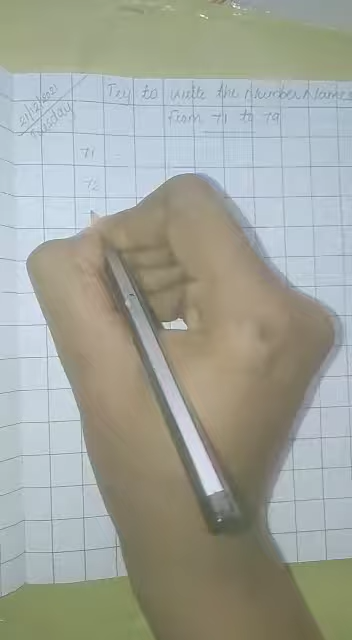 21/12/2021
Tuesday
Try to write the Number Names
from 71 to 79
71
72